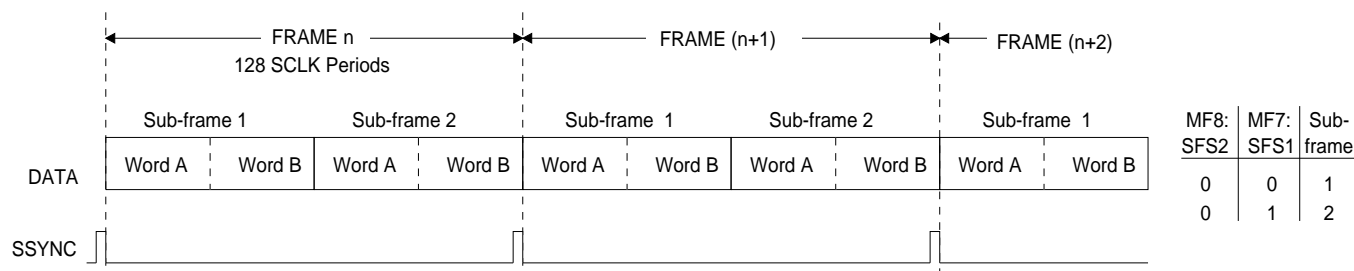 FRAME n
FRAME (n+1)
FRAME (n+2)
128 SCLK Periods
Sub-frame 1
Sub-frame 2
Sub-frame 1
Sub-frame 2
Sub-frame 1
DATA
Word A
Word B
Word A
Word B
Word A
Word B
Word A
Word B
Word A
Word B
SSYNC
MF8: MF7: Sub-
SFS2 SFS1 frame
0 0 1
0 1 2